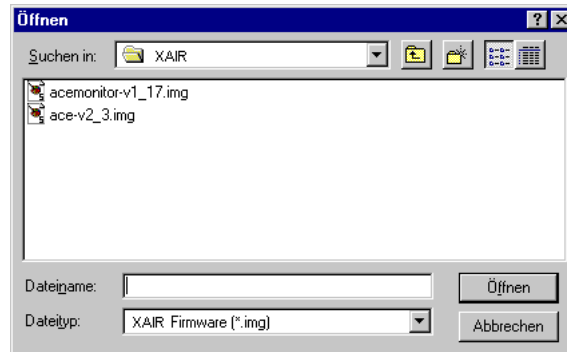 Öffnen
Suchen in: XAIR
acemonitor-v1_17.img
ace-v2_3.img
Dateiname: Öffnen
Dateityp: XAIR Firmware (*.img) Abbrechen